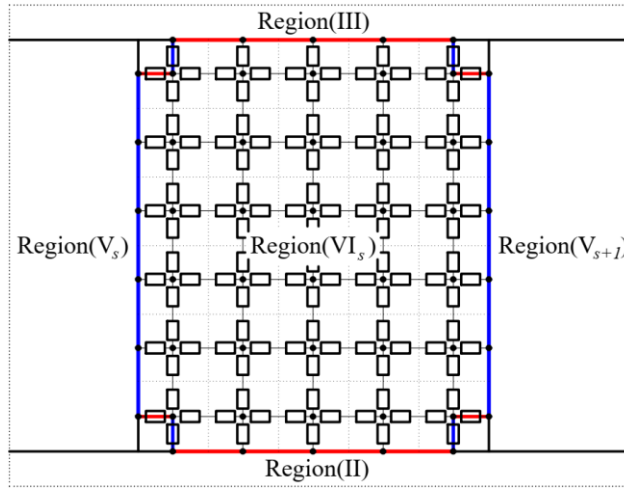 Region(III)
Region(V_s)
Region(VI_s)
Region(V_{s+1})
Region(II)